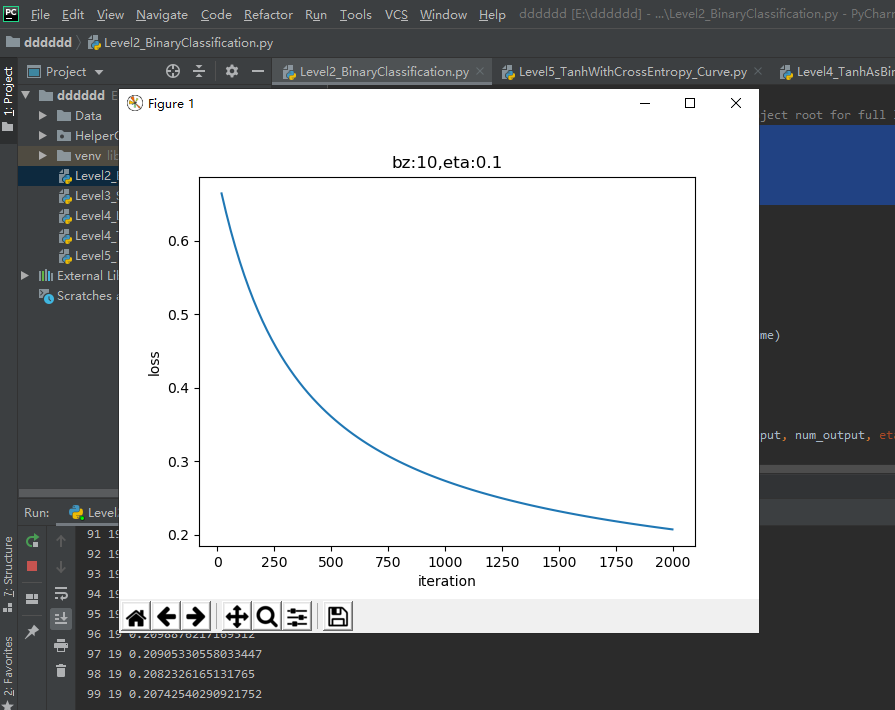 PC File Edit View Navigate Code Refactor Run Tools VCS Window Help dddddd [E:\dddddd] - ...\Level2_BinaryClassification.py - PyCharm
dddddd Level2_BinaryClassification.py
1: Project
Project Level2_BinaryClassification.py Level5_TanhWithCrossEntropy_Curve.py Level4_TanhAsBin
dddddd E
Data
HelperC
venv lib
Level2_
Level3_
Level4_
Level4_
Level5_
External Li
Scratches a
Figure 1
bz:10,eta:0.1
loss
0.6
0.5
0.4
0.3
0.2
0 250 500 750 1000 1250 1500 1750 2000
iteration
ject root for full
me)
put, num_output, eta
Run: Level
7: Structure
2: Favorites
91 19
92 19
93 19
94 19
95 19
96 19 0.2098876217169512
97 19 0.20905330558033447
98 19 0.2082326165131765
99 19 0.20742540290921752